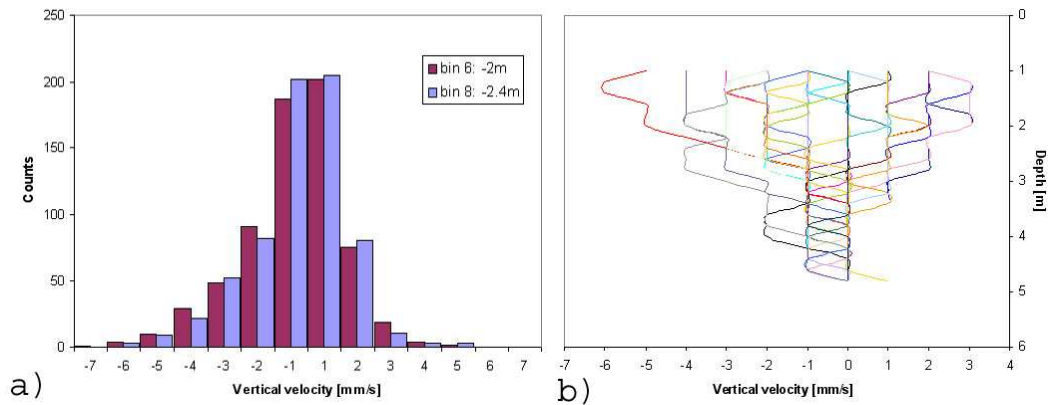 250
200
150
100
50
0
Counts
bin 6: -2m
bin 8: -2.4m
-7 -6 -5 -4 -3 -2 -1 1 2 3 4 5 6 7
Vertical velocity [mm/s]
a)
0
1
2
3
4
5
6
Depth [m]
-7 -6 -5 -4 -3 -2 -1 0 1 2 3 4
Vertical velocity [mm/s]
b)